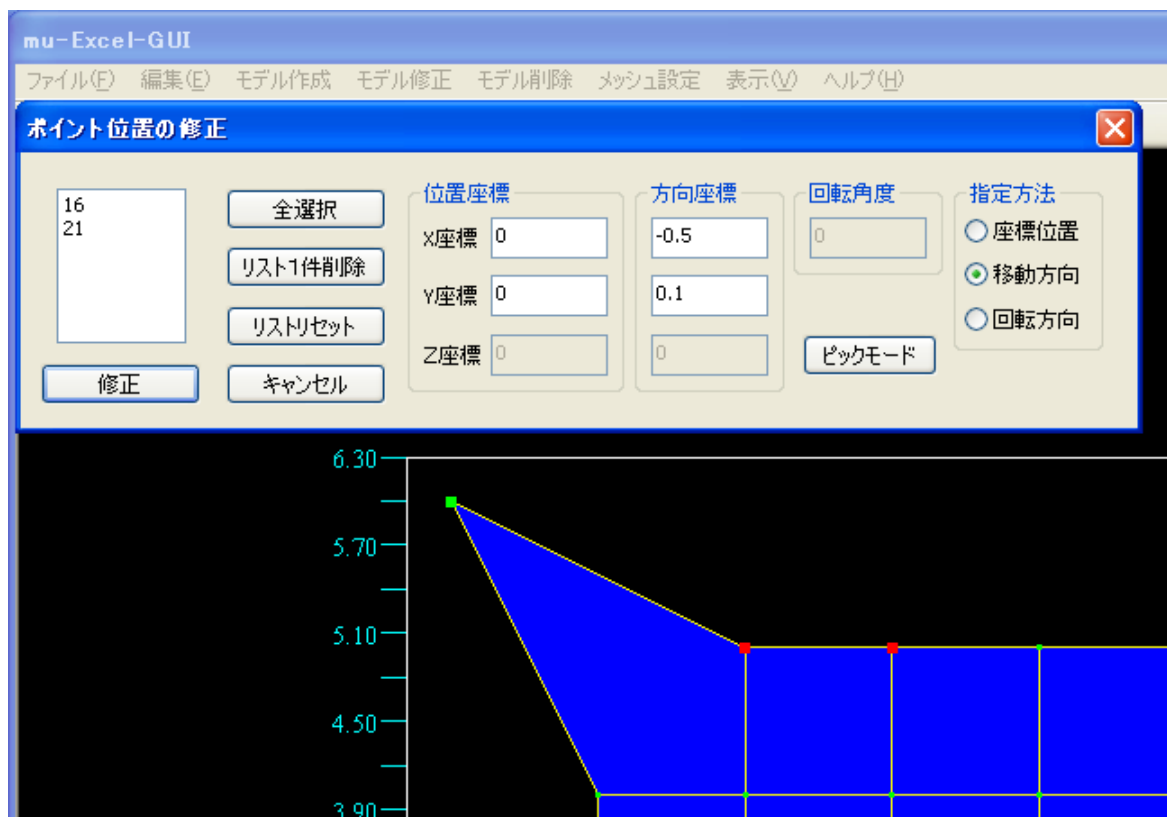 mu-Excel-GUI
ファイル(F) 編集(E) モデル作成 モデル修正 モデル削除 メッシュ設定 表示(V) ヘルプ(H)
ポイント位置の修正
16
21
全選択
リスト1件削除
リストリセット
修正
キャンセル
位置座標
X座標 0
Y座標 0
Z座標 0
方向座標
-0.5
0.1
0
回転角度
0
ピックモード
指定方法
座標位置
移動方向
回転方向
6.30
5.70
5.10
4.50
3.90